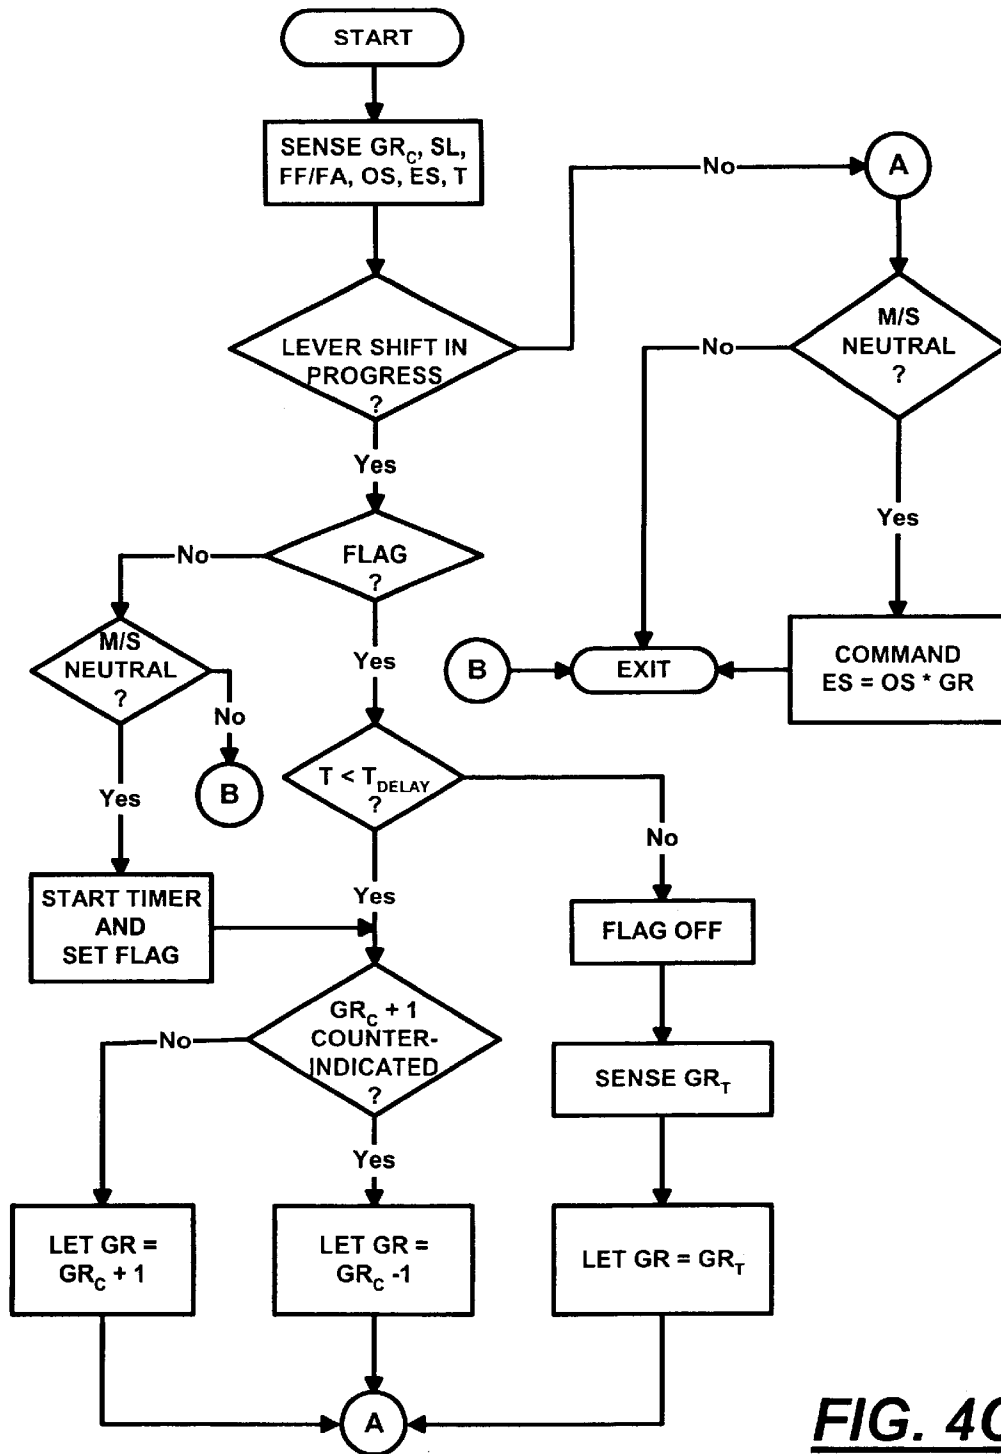 START
SENSE GR_C, SL,
FF/FA, OS, ES, T
No
A
LEVER SHIFT IN
PROGRESS
?
M/S
NEUTRAL
?
No
Yes
Yes
FLAG
?
No
M/S
NEUTRAL
?
Yes
B
EXIT
COMMAND
ES = OS * GR
No
B
Yes
T < T_DELAY
?
No
START TIMER
AND
SET FLAG
Yes
FLAG OFF
GR_C + 1
COUNTER-
INDICATED
?
No
SENSE GR_T
Yes
LET GR =
GR_C + 1
LET GR =
GR_C -1
LET GR = GR_T
A
FIG. 4C